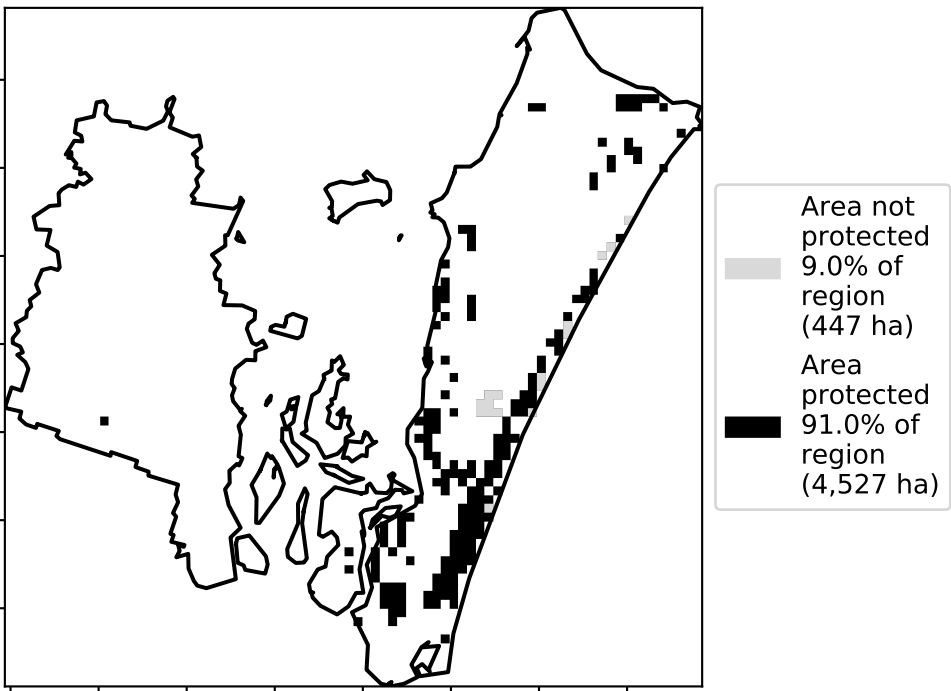 Area not
protected
9.0% of
region
(447 ha)
Area
protected
91.0% of
region
(4,527 ha)